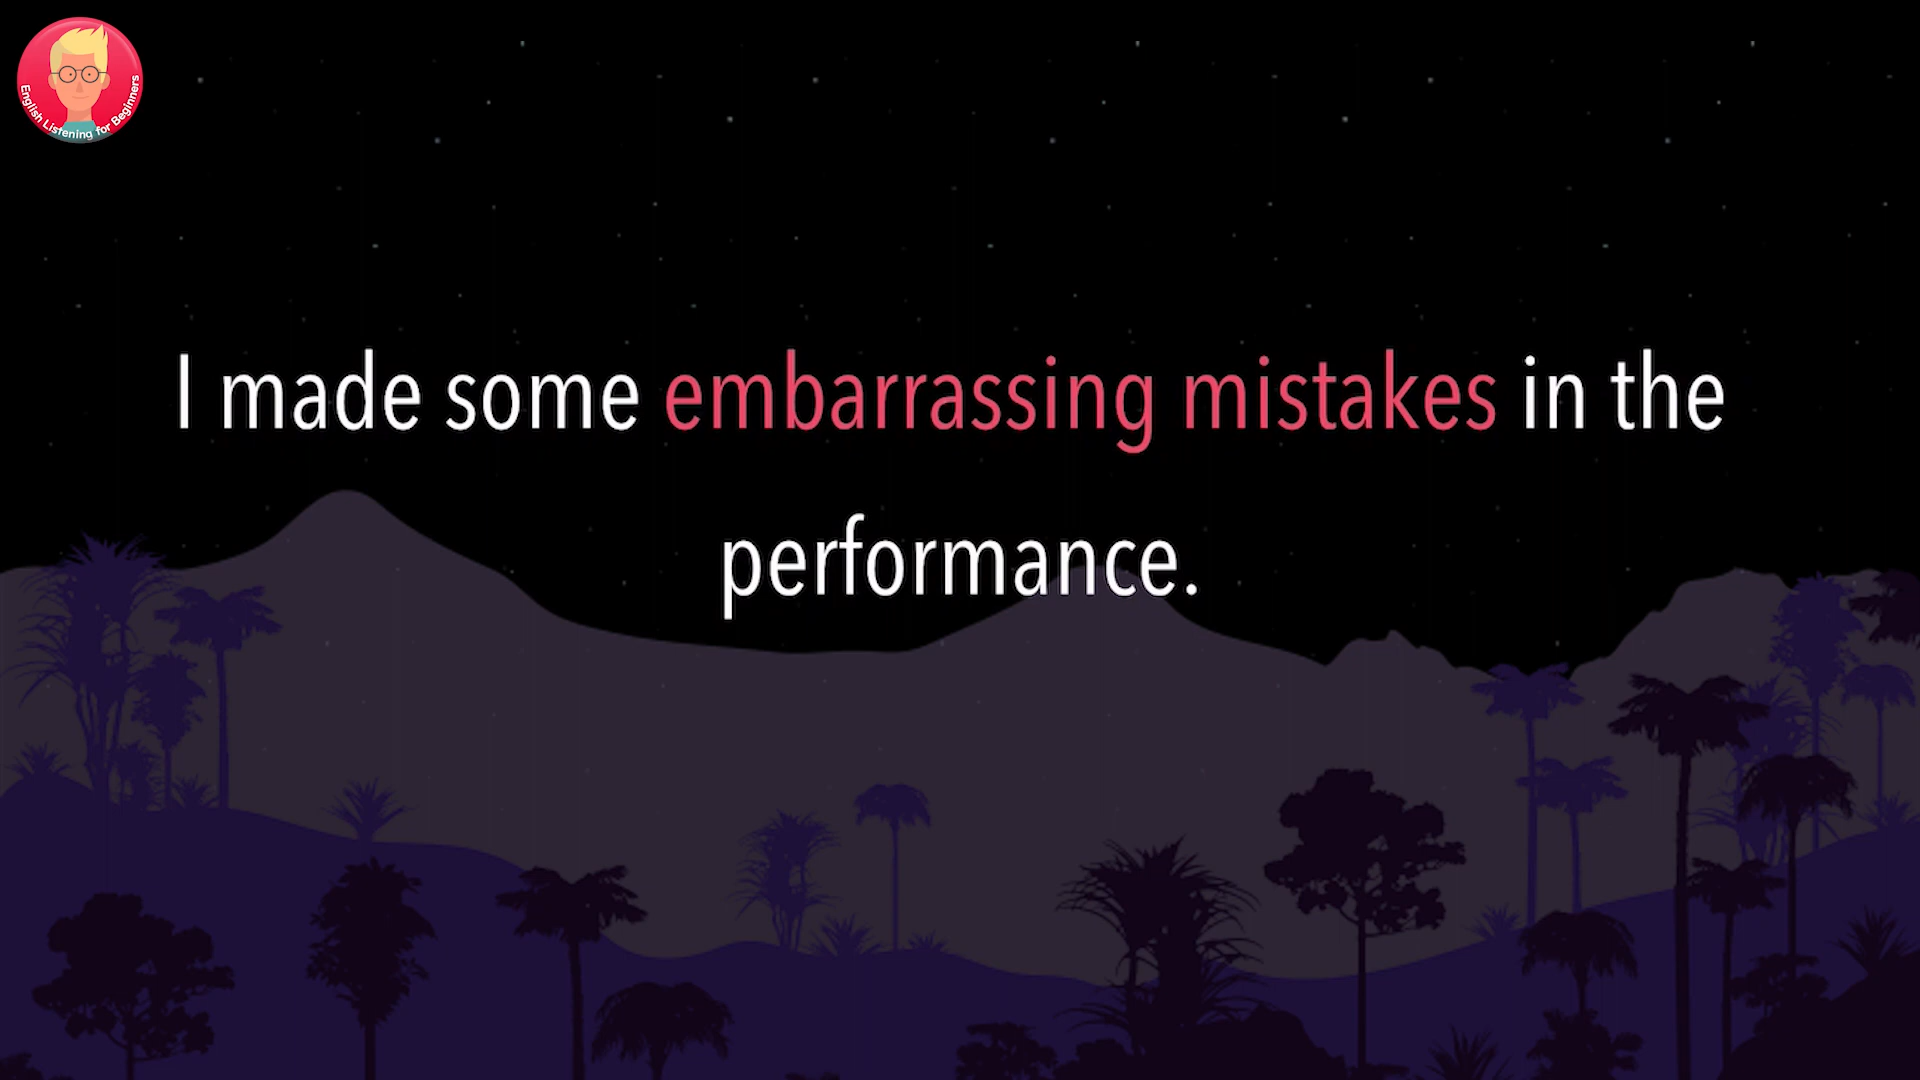 English Listening for Beginners
I made some embarrassing mistakes in the
performance.